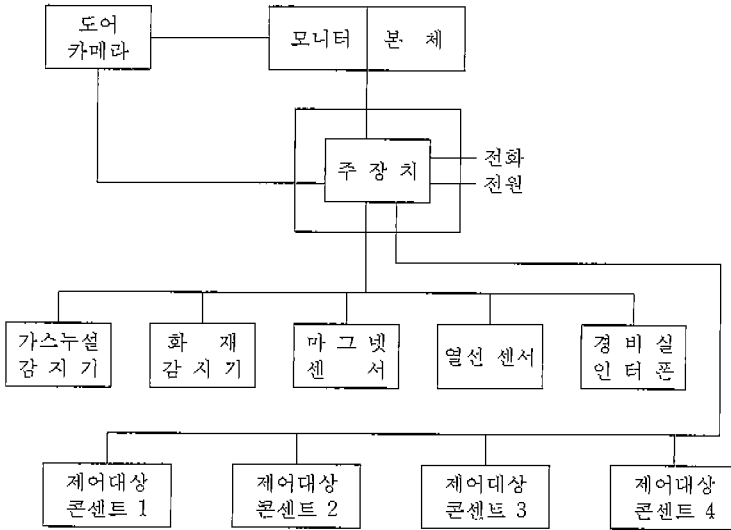 도어
카메라
모니터
본 체
주 장 치
전화
전원
가스누설
감 지 기
화 재
감 지 기
마 그 넷
센 서
열선 센서
경 비 실
인 터 폰
제어대상
콘센트 1
제어대상
콘센트 2
제어대상
콘센트 3
제어대상
콘센트 4